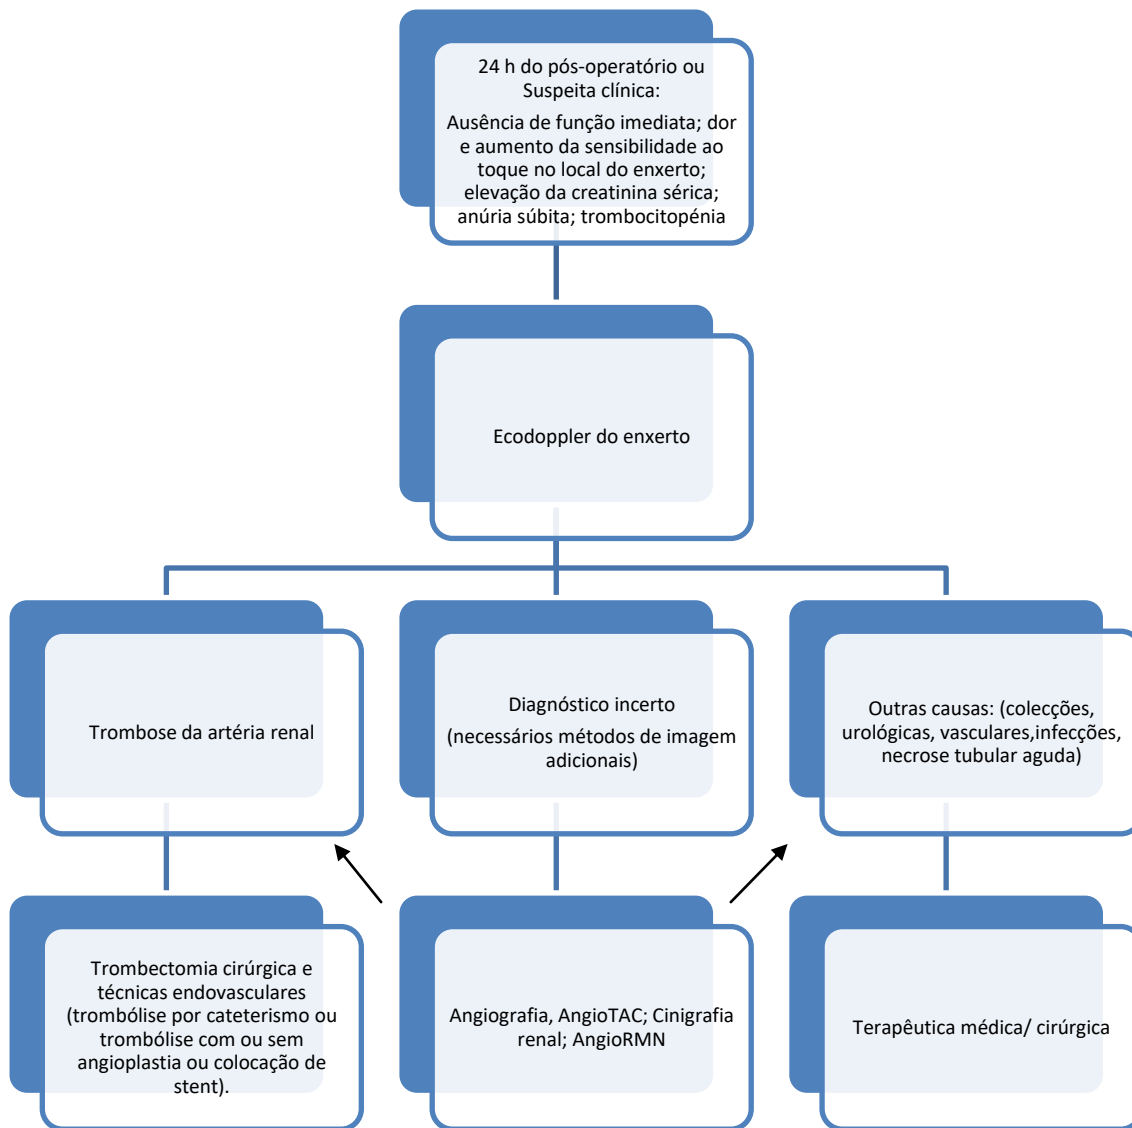 24 h do pós-operatório ou
Suspeita clínica:
Ausência de função imediata; dor
e aumento da sensibilidade ao
toque no local do enxerto;
elevação da creatinina sérica;
anúria súbita; trombocitopénia
Ecodoppler do enxerto
Trombose da artéria renal
Diagnóstico incerto
(necessários métodos de imagem
adicionais)
Outras causas: (colecções,
urológicas, vasculares,infecções,
necrose tubular aguda)
Trombectomia cirúrgica e
técnicas endovasculares
(trombólise por cateterismo ou
trombólise com ou sem
angioplastia ou colocação de
stent).
Angiografia, AngioTAC; Cinigrafia
renal; AngioRMN
Terapêutica médica/ cirúrgica